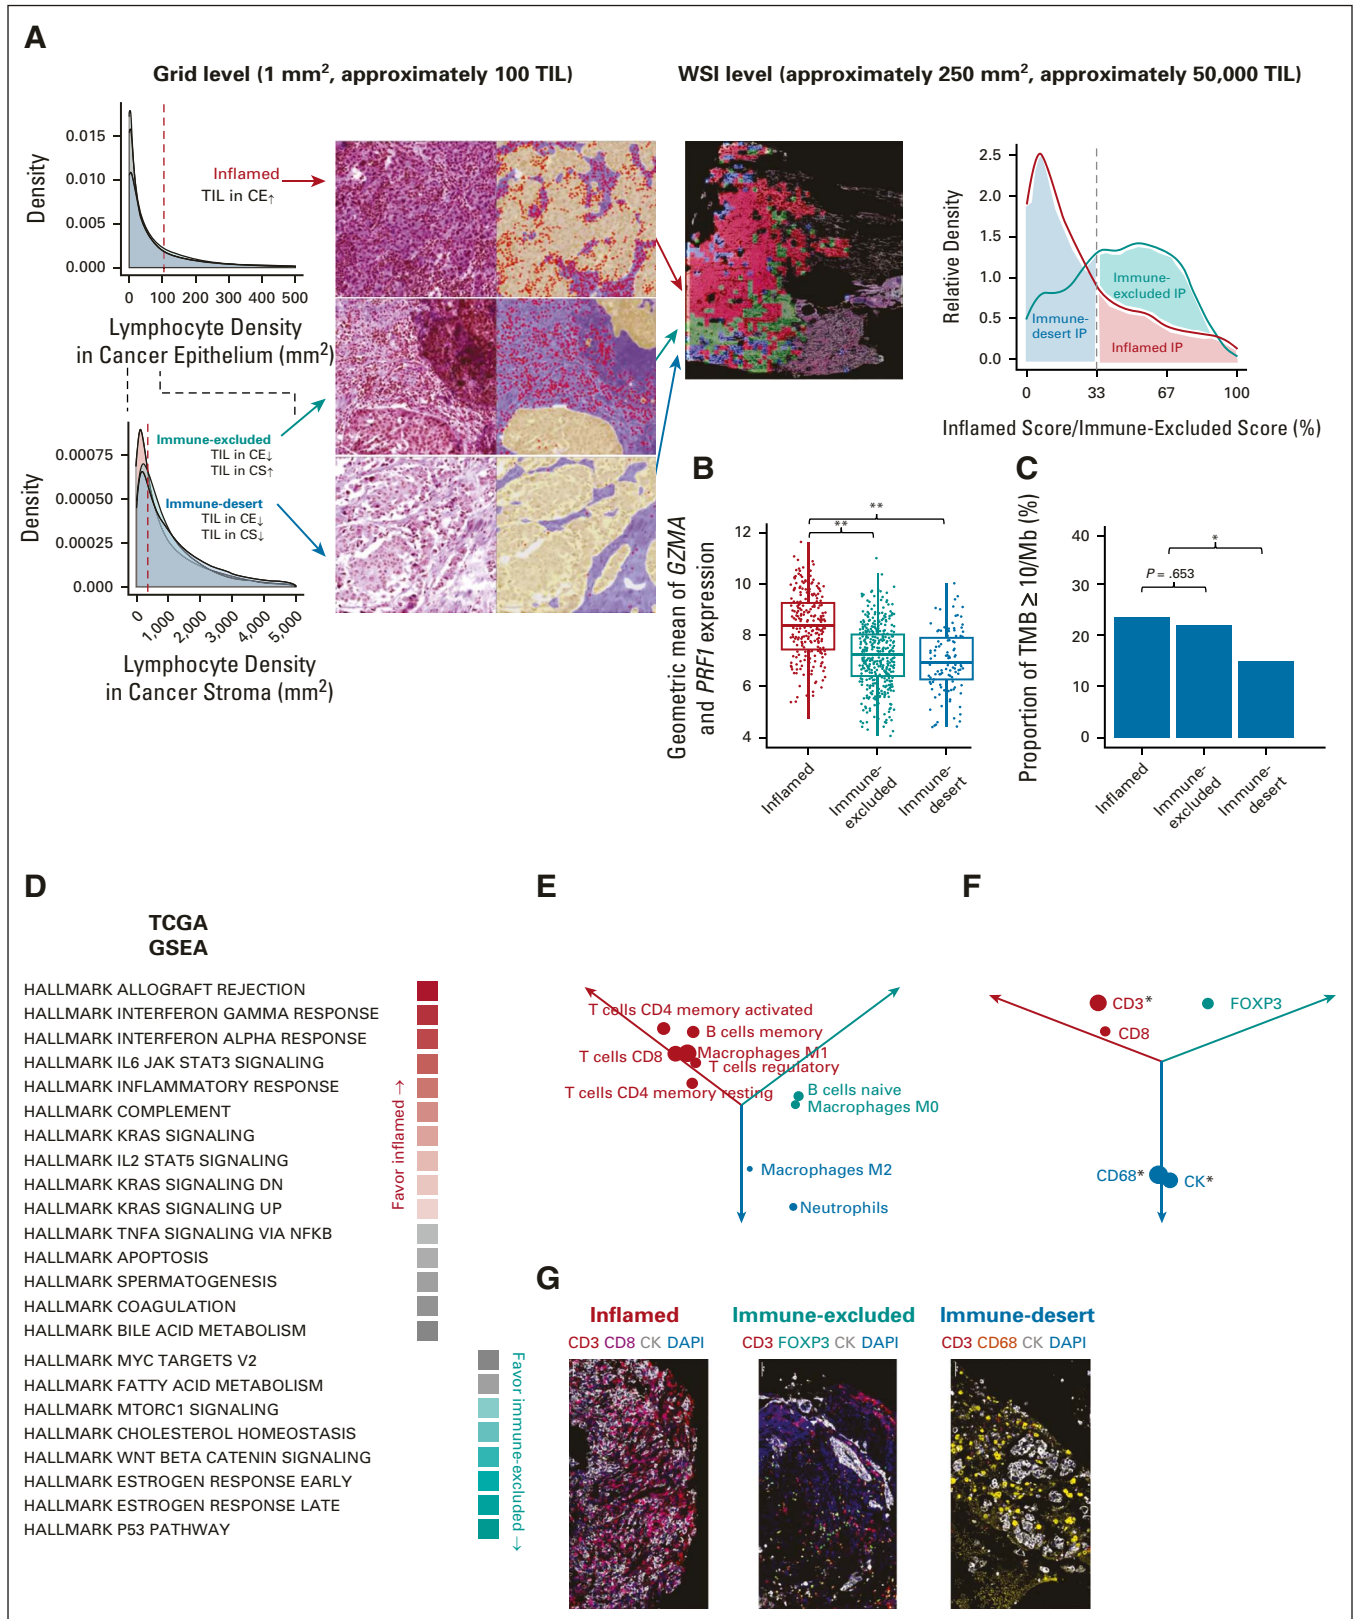 A
Grid level (1 mm², approximately 100 TIL)
WSI level (approximately 250 mm², approximately 50,000 TIL)
Density
0.015
0.010
0.005
0.000
0 100 200 300 400 500
Lymphocyte Density
in Cancer Epithelium (mm²)
Inflamed
TIL in CE↑
Density
0.00075
0.00050
0.00025
0.000
0 1,000 2,000 3,000 4,000 5,000
Lymphocyte Density
in Cancer Stroma (mm²)
Immune-excluded
TIL in CE↓
TIL in CS↑
Immune-desert
TIL in CE↓
TIL in CS↓
Relative Density
2.5
2.0
1.5
1.0
0.5
0.0
Immune-
excluded IP
Immune-
desert IP
Inflamed IP
0 33 67 100
Inflamed Score/Immune-Excluded Score (%)
B
Geometric mean of GZMA
and PRF1 expression
12
10
8
6
4
**
**
Inflamed
Immune-
excluded
Immune-
desert
C
Proportion of TMB ≥ 10/Mb (%)
40
30
20
10
0
*
P = .653
Inflamed
Immune-
excluded
Immune-
desert
D
TCGA
GSEA
HALLMARK ALLOGRAFT REJECTION
HALLMARK INTERFERON GAMMA RESPONSE
HALLMARK INTERFERON ALPHA RESPONSE
HALLMARK IL6 JAK STAT3 SIGNALING
HALLMARK INFLAMMATORY RESPONSE
HALLMARK COMPLEMENT
HALLMARK KRAS SIGNALING
HALLMARK IL2 STAT5 SIGNALING
HALLMARK KRAS SIGNALING DN
HALLMARK KRAS SIGNALING UP
HALLMARK TNFA SIGNALING VIA NFKB
HALLMARK APOPTOSIS
HALLMARK SPERMATOGENESIS
HALLMARK COAGULATION
HALLMARK BILE ACID METABOLISM
HALLMARK MYC TARGETS V2
HALLMARK FATTY ACID METABOLISM
HALLMARK MTORC1 SIGNALING
HALLMARK CHOLESTEROL HOMEOSTASIS
HALLMARK WNT BETA CATENIN SIGNALING
HALLMARK ESTROGEN RESPONSE EARLY
HALLMARK ESTROGEN RESPONSE LATE
HALLMARK P53 PATHWAY
Favor inflamed →
Favor immune-excluded →
E
T cells CD4 memory activated
B cells memory
T cells CD8
Macrophages M1
T cells regulatory
T cells CD4 memory resting
B cells naive
Macrophages M0
Macrophages M2
Neutrophils
F
CD3*
CD8
FOXP3
CD68*
CK*
G
Inflamed
CD3 CD8 CK DAPI
Immune-excluded
CD3 FOXP3 CK DAPI
Immune-desert
CD3 CD68 CK DAPI